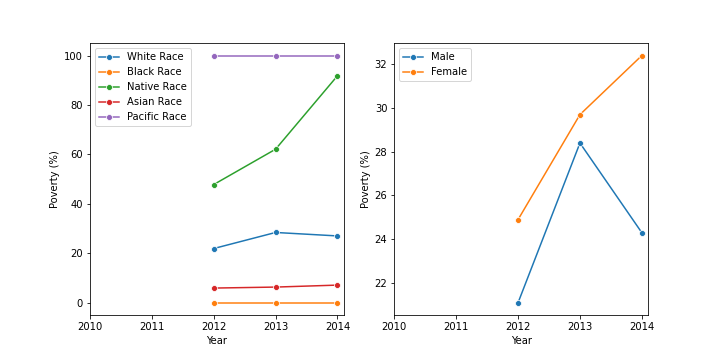 100
80
60
40
20
0
Poverty (%)
2010 2011 2012 2013 2014
Year
White Race
Black Race
Native Race
Asian Race
Pacific Race
32
30
28
26
24
22
Poverty (%)
2010 2011 2012 2013 2014
Year
Male
Female